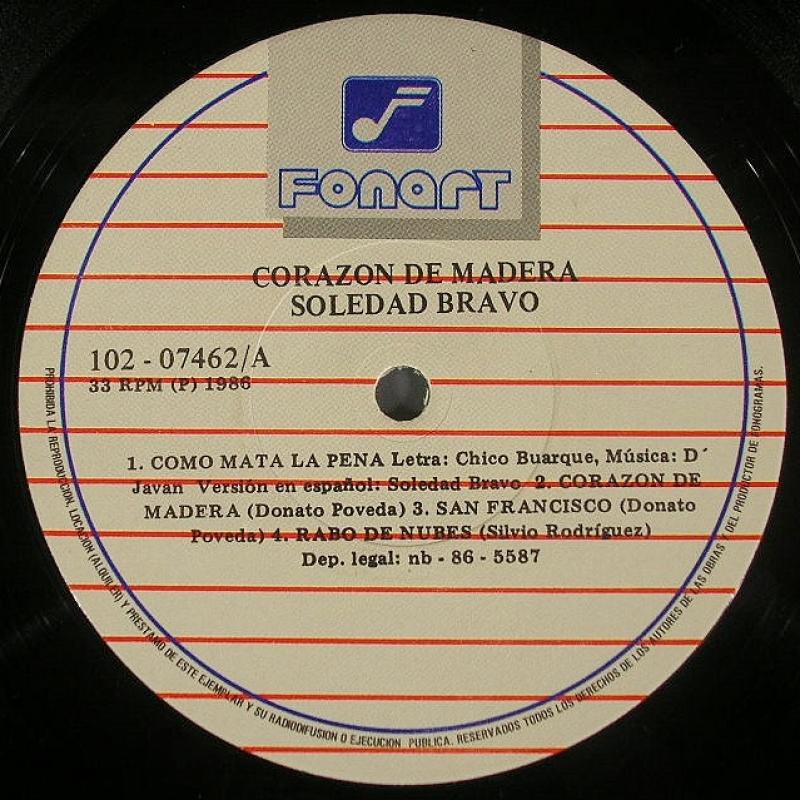 FONART
CORAZON DE MADERA
SOLEDAD BRAVO
102 - 07462/A
33 RPM (P) 1986
1. COMO MATA LA PENA Letra: Chico Buarque, Música: D´
Javan Versión en español: Soledad Bravo 2. CORAZON DE
MADERA (Donato Poveda) 3. SAN FRANCISCO (Donato
Poveda) 4. RABO DE NUBES (Silvio Rodríguez)
Dep. legal: nb - 86 - 5587
PROHIBIDA LA REPRODUCCION, LOCACION (ALQUILER) Y PRESTAMO DE ESTE EJEMPLAR Y SU RADIODIFUSION O EJECUCION PUBLICA. RESERVADOS TODOS LOS DERECHOS DE LOS AUTORES DE LAS OBRAS Y DEL PRODUCTOR DE FONOGRAMAS.